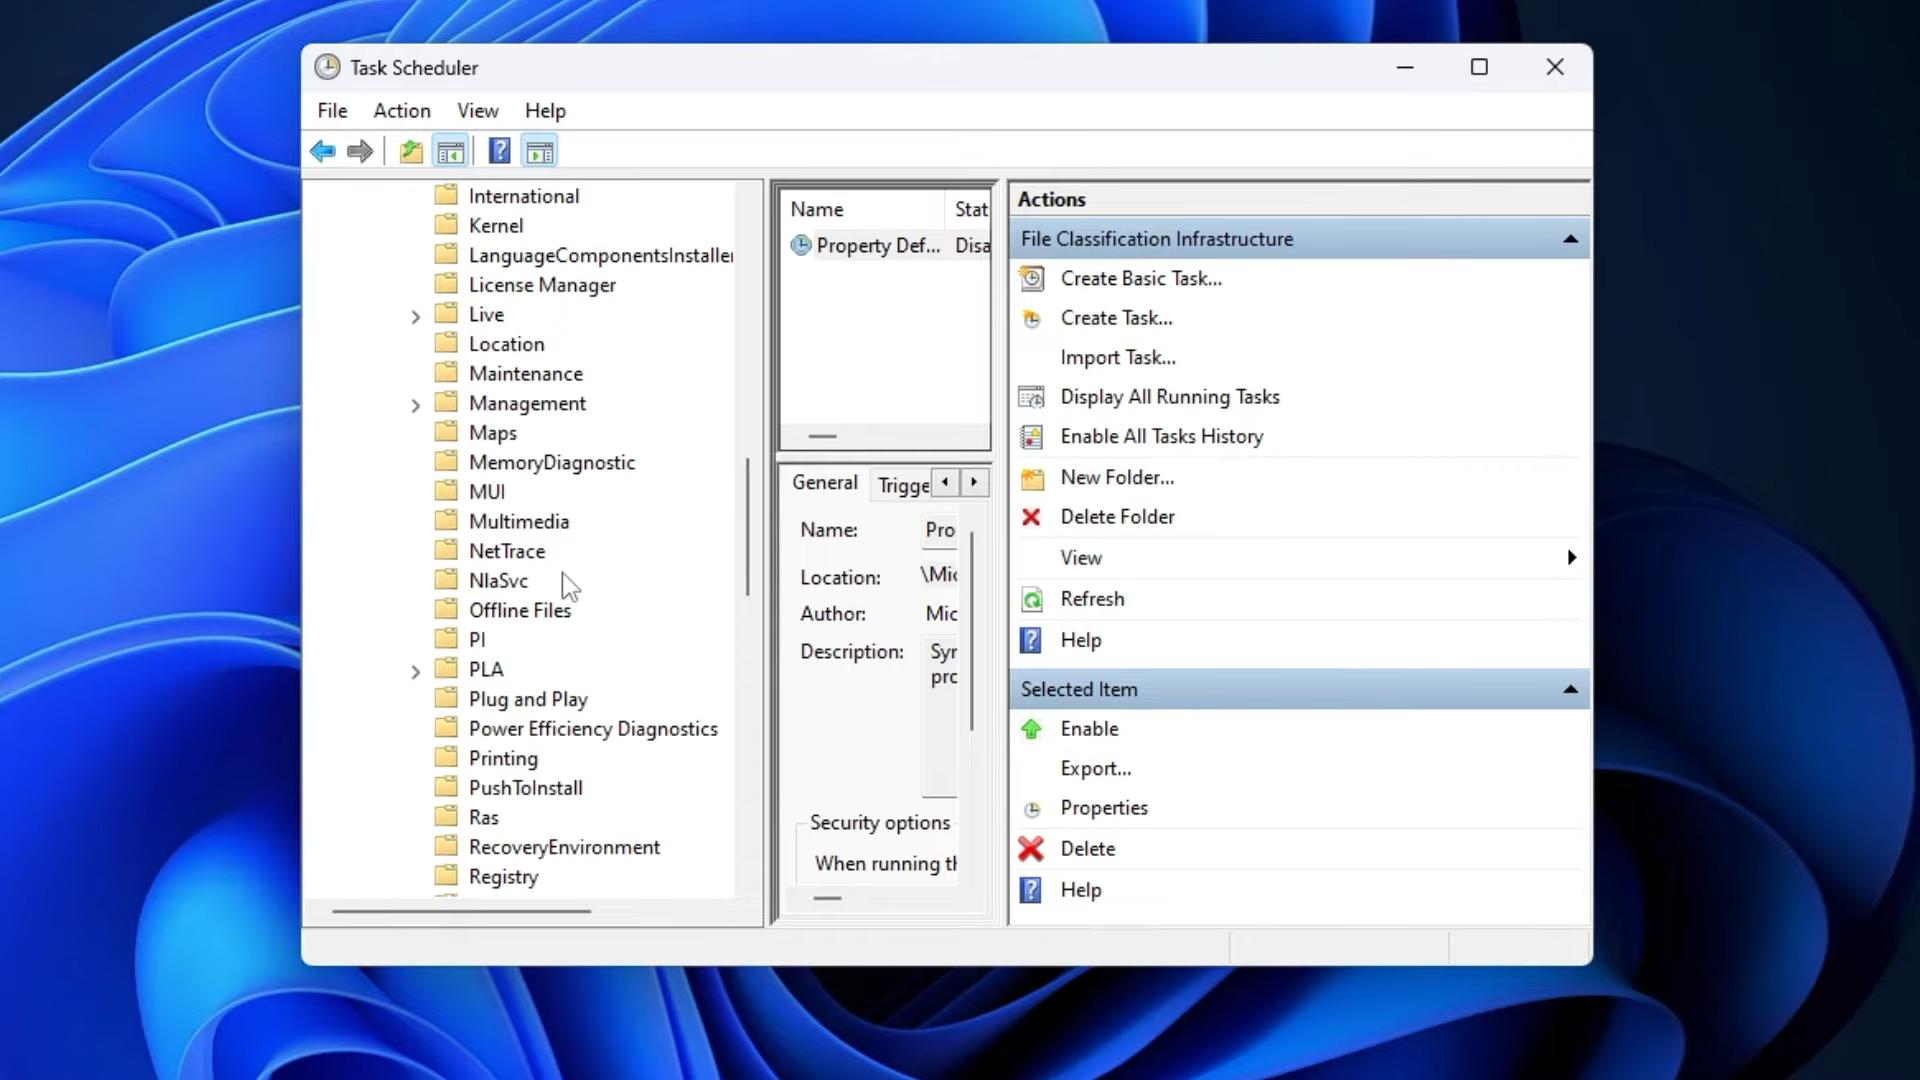 Task Scheduler
File Action View Help
International
Kernel
LanguageComponentsInstaller
License Manager
Live
Location
Maintenance
Management
Maps
MemoryDiagnostic
MUI
Multimedia
NetTrace
NlaSvc
Offline Files
PI
PLA
Plug and Play
Power Efficiency Diagnostics
Printing
PushToInstall
Ras
RecoveryEnvironment
Registry
Name Stat
Property Def... Disa
General Trigge
Name: Pro
Location: \Mic
Author: Mic
Description: Syn
pro
Security options
When running th
Actions
File Classification Infrastructure
Create Basic Task...
Create Task...
Import Task...
Display All Running Tasks
Enable All Tasks History
New Folder...
Delete Folder
View
Refresh
Help
Selected Item
Enable
Export...
Properties
Delete
Help